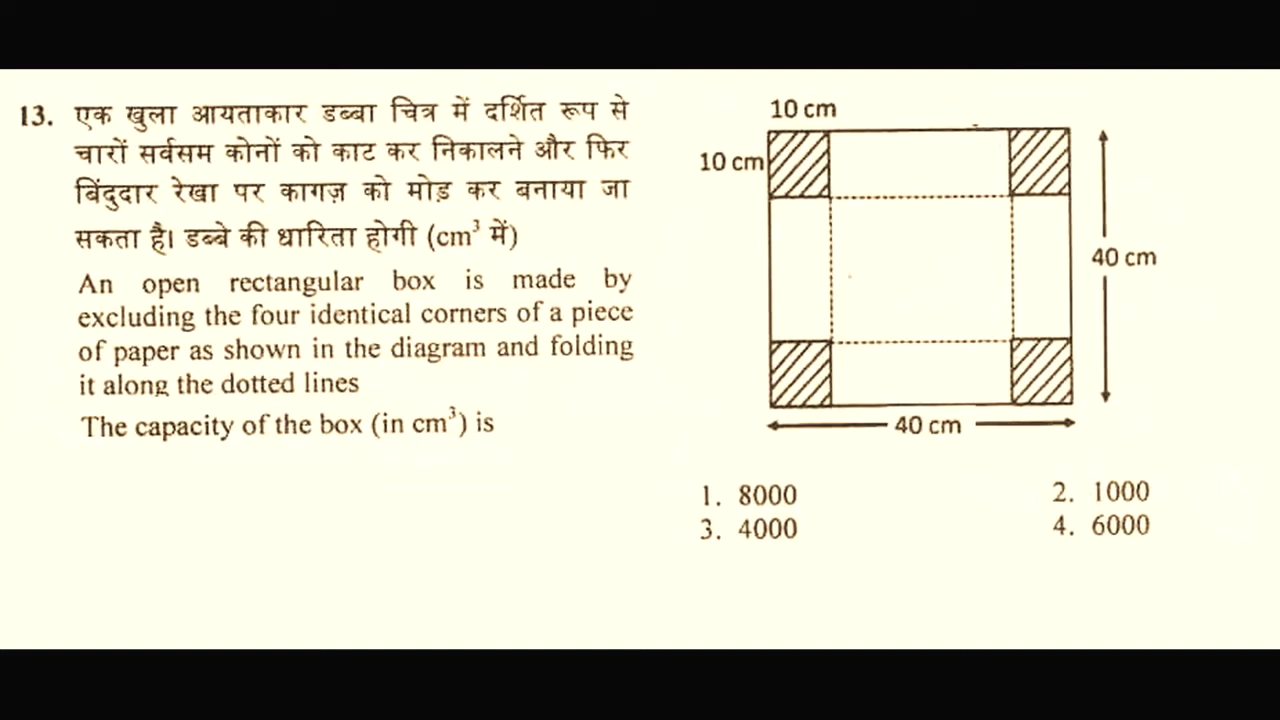 13. एक खुला आयताकार डब्बा चित्र में दर्शित रूप से
चारों सर्वसम कोनों को काट कर निकालने और फिर
बिंदुदार रेखा पर कागज़ को मोड़ कर बनाया जा
सकता है। डब्बे की धारिता होगी (cm³ में)
An open rectangular box is made by
excluding the four identical corners of a piece
of paper as shown in the diagram and folding
it along the dotted lines
The capacity of the box (in cm³) is
10 cm
10 cm
40 cm
40 cm
1. 8000 2. 1000
3. 4000 4. 6000